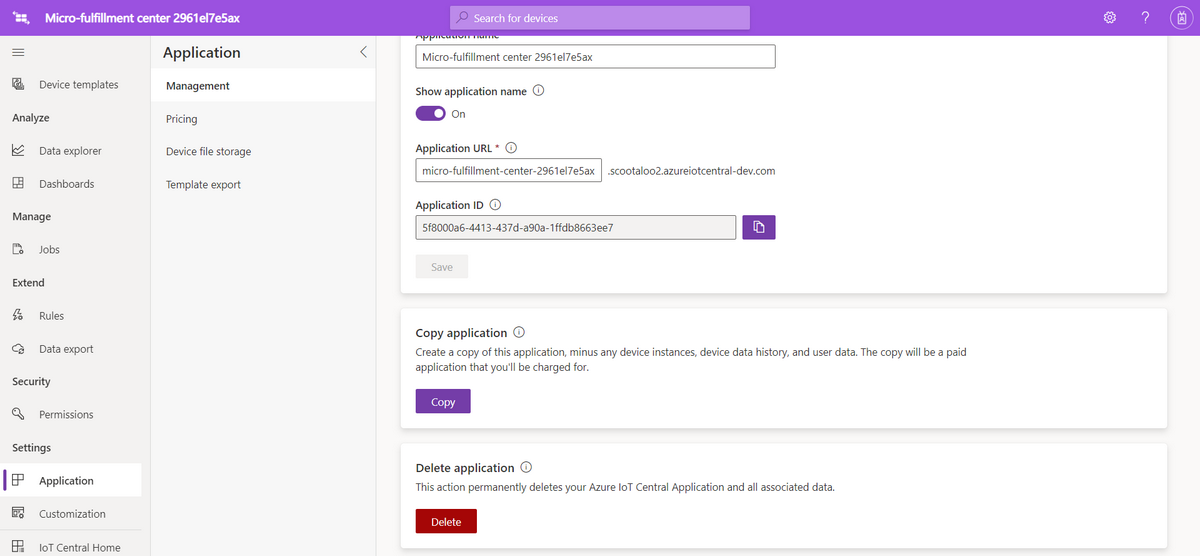 Micro-fulfillment center 2961el7e5ax
Search for devices
?
Device templates
Analyze
Data explorer
Dashboards
Manage
Jobs
Extend
Rules
Data export
Security
Permissions
Settings
Application
Customization
IoT Central Home
Application
Management
Pricing
Device file storage
Template export
Application name
Micro-fulfillment center 2961el7e5ax
Show application name
On
Application URL *
micro-fulfillment-center-2961el7e5ax .scootaloo2.azureiotcentral-dev.com
Application ID
5f8000a6-4413-437d-a90a-1ffdb8663ee7
Save
Copy application
Create a copy of this application, minus any device instances, device data history, and user data. The copy will be a paid
application that you'll be charged for.
Copy
Delete application
This action permanently deletes your Azure IoT Central Application and all associated data.
Delete